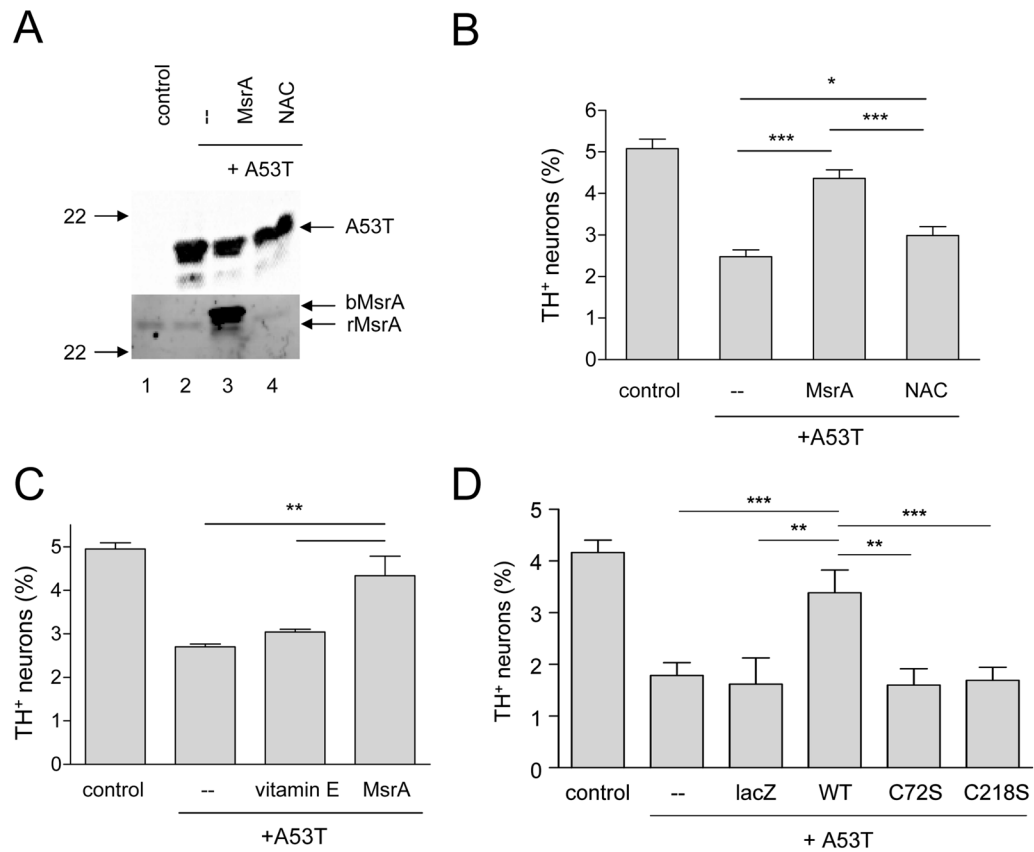 A
control
--
MsrA
NAC
+ A53T
22
A53T
bMsrA
rMsrA
22
1 2 3 4
B
*
***
***
TH+ neurons (%)
6
5
4
3
2
1
0
control -- MsrA NAC
+A53T
C
**
TH+ neurons (%)
5
4
3
2
1
0
control -- vitamin E MsrA
+A53T
D
***
**
***
**
TH+ neurons (%)
5
4
3
2
1
0
control -- lacZ WT C72S C218S
+ A53T